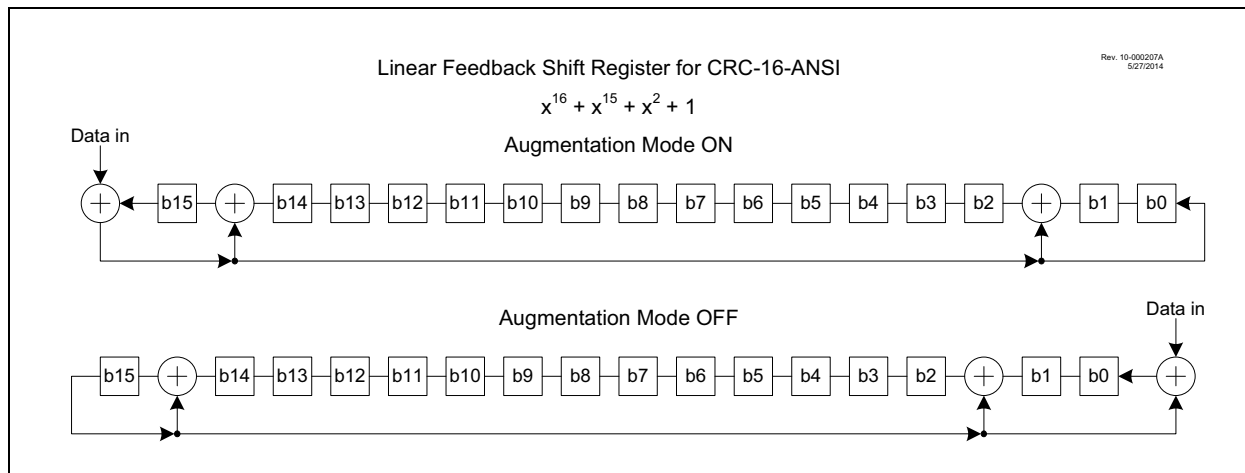 Linear Feedback Shift Register for CRC-16-ANSI
Rev. 10-000207A
5/27/2014
x¹⁶ + x¹⁵ + x² + 1
Augmentation Mode ON
Data in
+ b15 + b14 b13 b12 b11 b10 b9 b8 b7 b6 b5 b4 b3 b2 + b1 b0
Augmentation Mode OFF
Data in
b15 + b14 b13 b12 b11 b10 b9 b8 b7 b6 b5 b4 b3 b2 + b1 b0 +